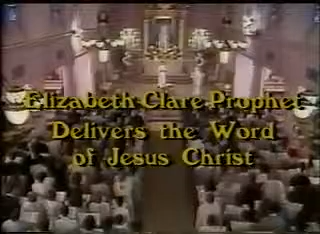 Elizabeth Clare Prophet
Delivers the Word
of Jesus Christ